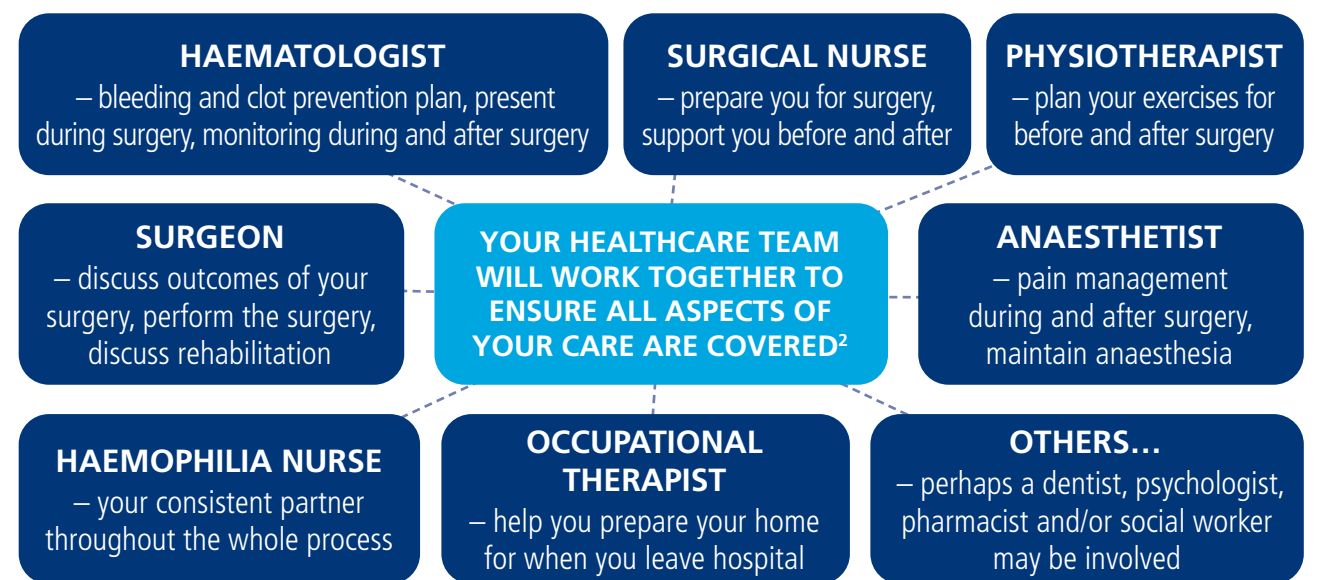 HAEMATOLOGIST
– bleeding and clot prevention plan, present
during surgery, monitoring during and after surgery
SURGICAL NURSE
– prepare you for surgery,
support you before and after
PHYSIOTHERAPIST
– plan your exercises for
before and after surgery
SURGEON
– discuss outcomes of your
surgery, perform the surgery,
discuss rehabilitation
YOUR HEALTHCARE TEAM
WILL WORK TOGETHER TO
ENSURE ALL ASPECTS OF
YOUR CARE ARE COVERED²
ANAESTHETIST
– pain management
during and after surgery,
maintain anaesthesia
HAEMOPHILIA NURSE
– your consistent partner
throughout the whole process
OCCUPATIONAL
THERAPIST
– help you prepare your home
for when you leave hospital
OTHERS…
– perhaps a dentist, psychologist,
pharmacist and/or social worker
may be involved